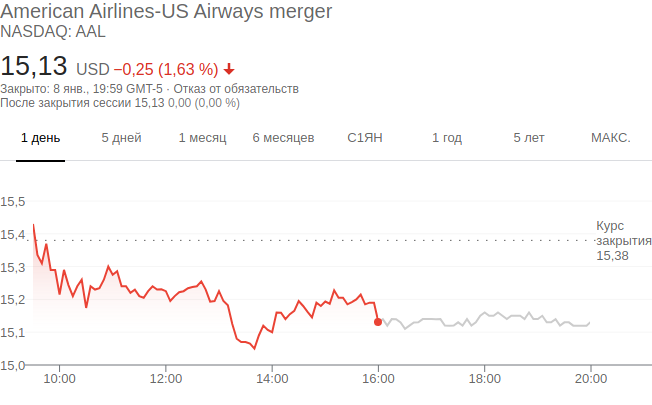 American Airlines-US Airways merger
NASDAQ: AAL
15,13 USD −0,25 (1,63 %)
Закрыто: 8 янв., 19:59 GMT-5 · Отказ от обязательств
После закрытия сессии 15,13 0,00 (0,00 %)
1 день 5 дней 1 месяц 6 месяцев С1ЯН 1 год 5 лет МАКС.
15,5
15,4
15,3
15,2
15,1
15,0
Курс
закрытия
15,38
10:00 12:00 14:00 16:00 18:00 20:00